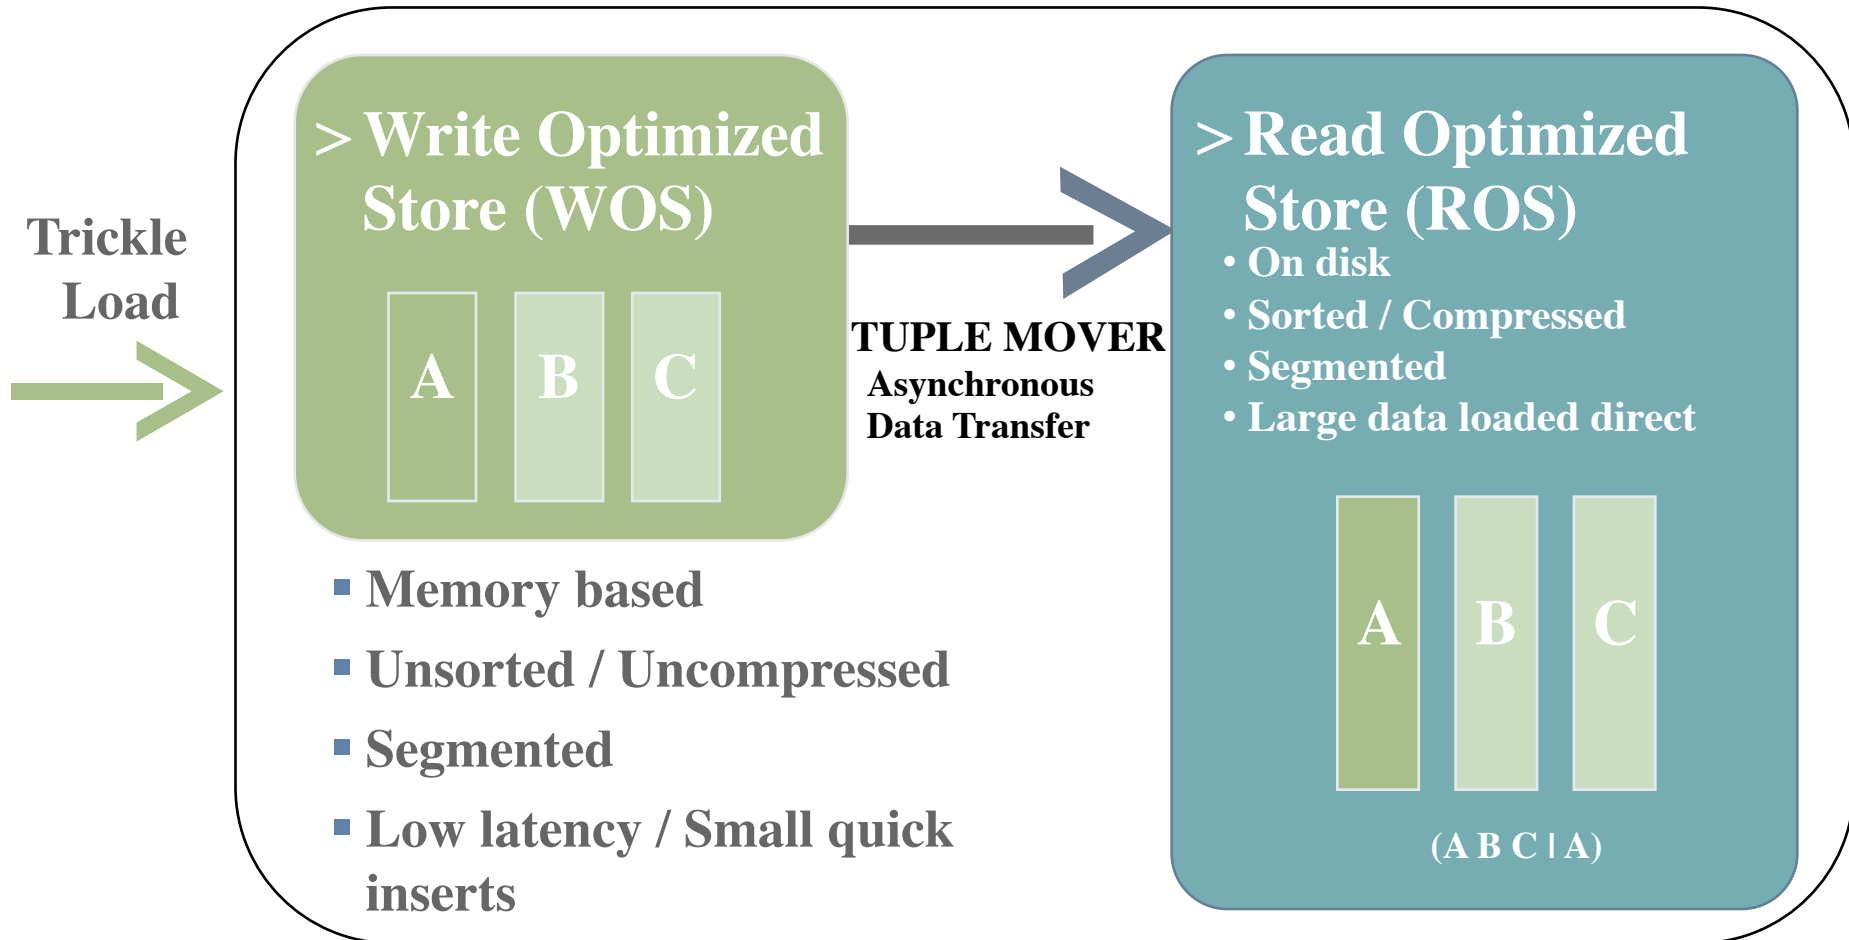 Trickle
Load
> Write Optimized
Store (WOS)
A B C
▪ Memory based
▪ Unsorted / Uncompressed
▪ Segmented
▪ Low latency / Small quick
inserts
TUPLE MOVER
Asynchronous
Data Transfer
> Read Optimized
Store (ROS)
• On disk
• Sorted / Compressed
• Segmented
• Large data loaded direct
A B C
(A B C | A)